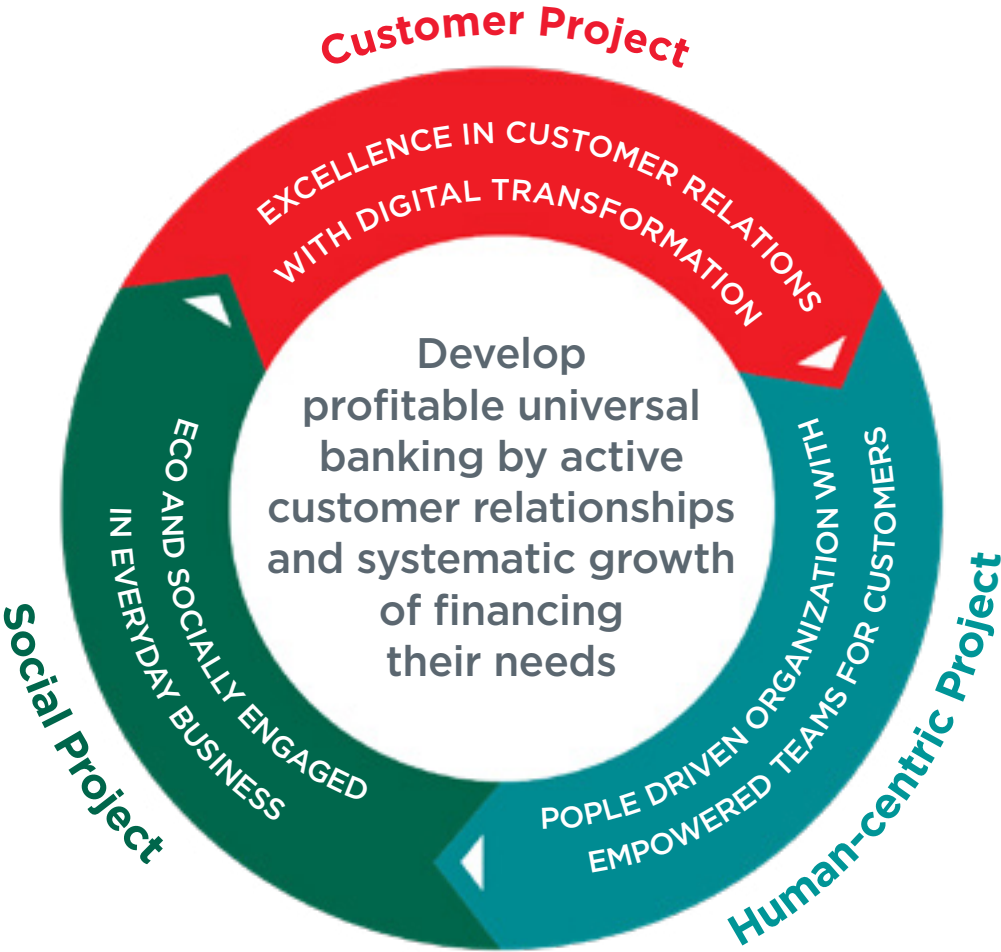 Customer Project
EXCELLENCE IN CUSTOMER RELATIONS
WITH DIGITAL TRANSFORMATION
Develop
profitable universal
banking by active
customer relationships
and systematic growth
of financing
their needs
POPLE DRIVEN ORGANIZATION WITH
EMPOWERED TEAMS FOR CUSTOMERS
Human-centric Project
ECO AND SOCIALLY ENGAGED
IN EVERYDAY BUSINESS
Social Project